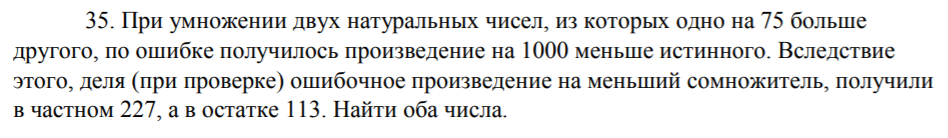 35. При умножении двух натуральных чисел, из которых одно на 75 больше
другого, по ошибке получилось произведение на 1000 меньше истинного. Вследствие
этого, деля (при проверке) ошибочное произведение на меньший сомножитель, получили
в частном 227, а в остатке 113. Найти оба числа.